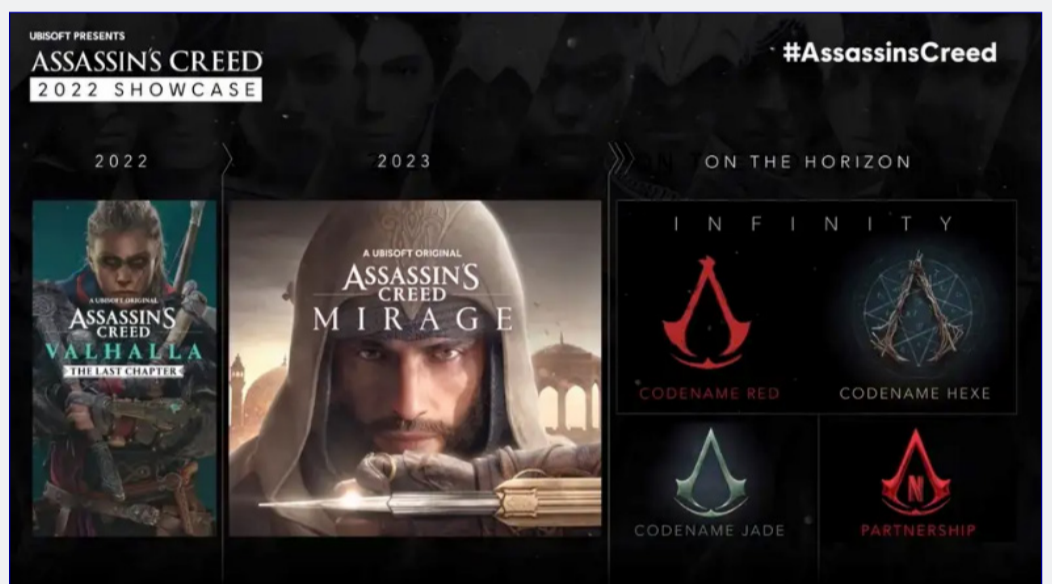 UBISOFT PRESENTS
ASSASSIN'S CREED
2022 SHOWCASE
#AssassinsCreed
2022
2023
ON THE HORIZON
A UBISOFT ORIGINAL
ASSASSIN'S
CREED
VALHALLA
THE LAST CHAPTER
A UBISOFT ORIGINAL
ASSASSIN'S
CREED
MIRAGE
INFINITY
CODENAME RED
CODENAME HEXE
CODENAME JADE
N
PARTNERSHIP